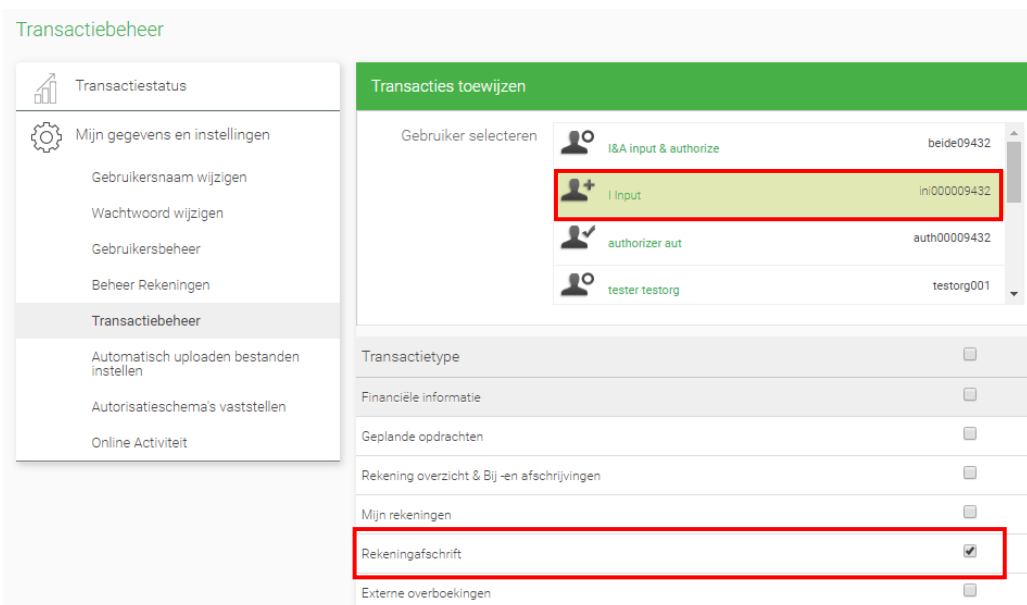 Transactiebeheer
Transactiestatus
Mijn gegevens en instellingen
Gebruikersnaam wijzigen
Wachtwoord wijzigen
Gebruikersbeheer
Beheer Rekeningen
Transactiebeheer
Automatisch uploaden bestanden
instellen
Autorisatieschema's vaststellen
Online Activiteit
Transacties toewijzen
Gebruiker selecteren
I&A input & authorize beide09432
I Input ini000009432
authorizer aut auth00009432
tester testorg testorg001
Transactietype
Financiële informatie
Geplande opdrachten
Rekening overzicht & Bij -en afschrijvingen
Mijn rekeningen
Rekeningafschrift
Externe overboekingen